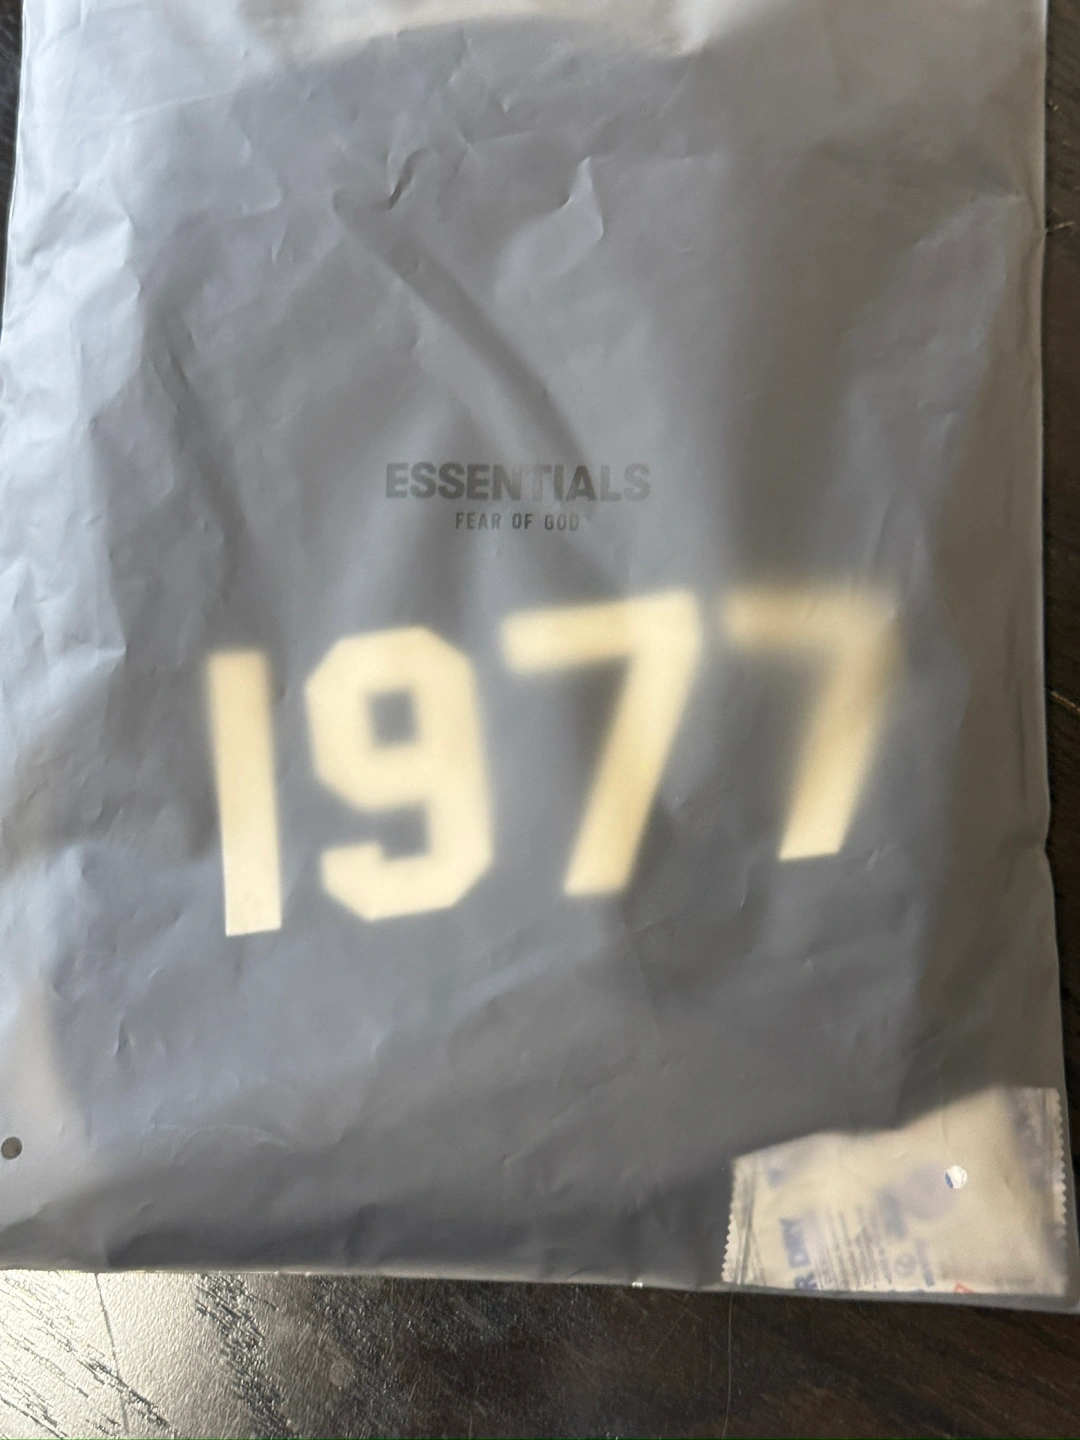 ESSENTIALS
FEAR OF GOD
1977